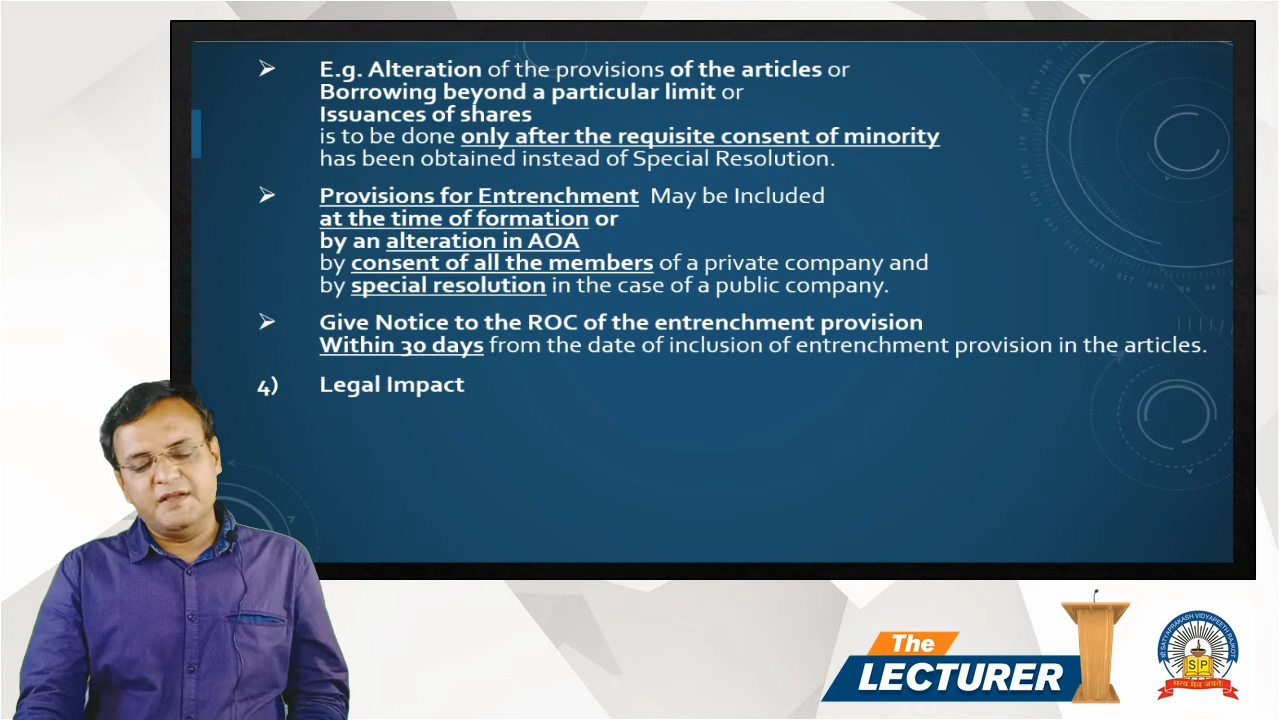 ➤ E.g. Alteration of the provisions of the articles or
Borrowing beyond a particular limit or
Issuances of shares
is to be done only after the requisite consent of minority
has been obtained instead of Special Resolution.
➤ Provisions for Entrenchment May be Included
at the time of formation or
by an alteration in AOA
by consent of all the members of a private company and
by special resolution in the case of a public company.
➤ Give Notice to the ROC of the entrenchment provision
Within 30 days from the date of inclusion of entrenchment provision in the articles.
4) Legal Impact
The
LECTURER
SATYAPRAKASH VIDYAPEETH RAJKOT
S P
सत्य मेव जयते